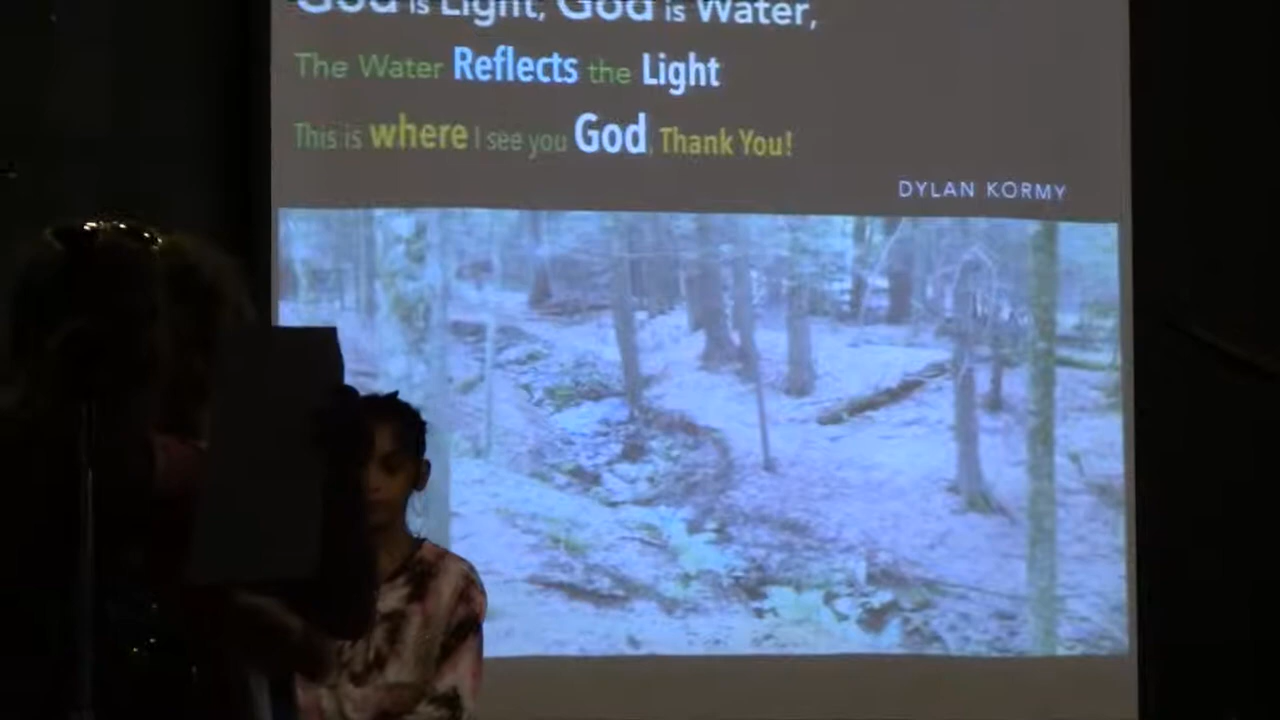 God is Light, God is Water,
The Water Reflects the Light
This is where I see you God. Thank You!
DYLAN KORMY